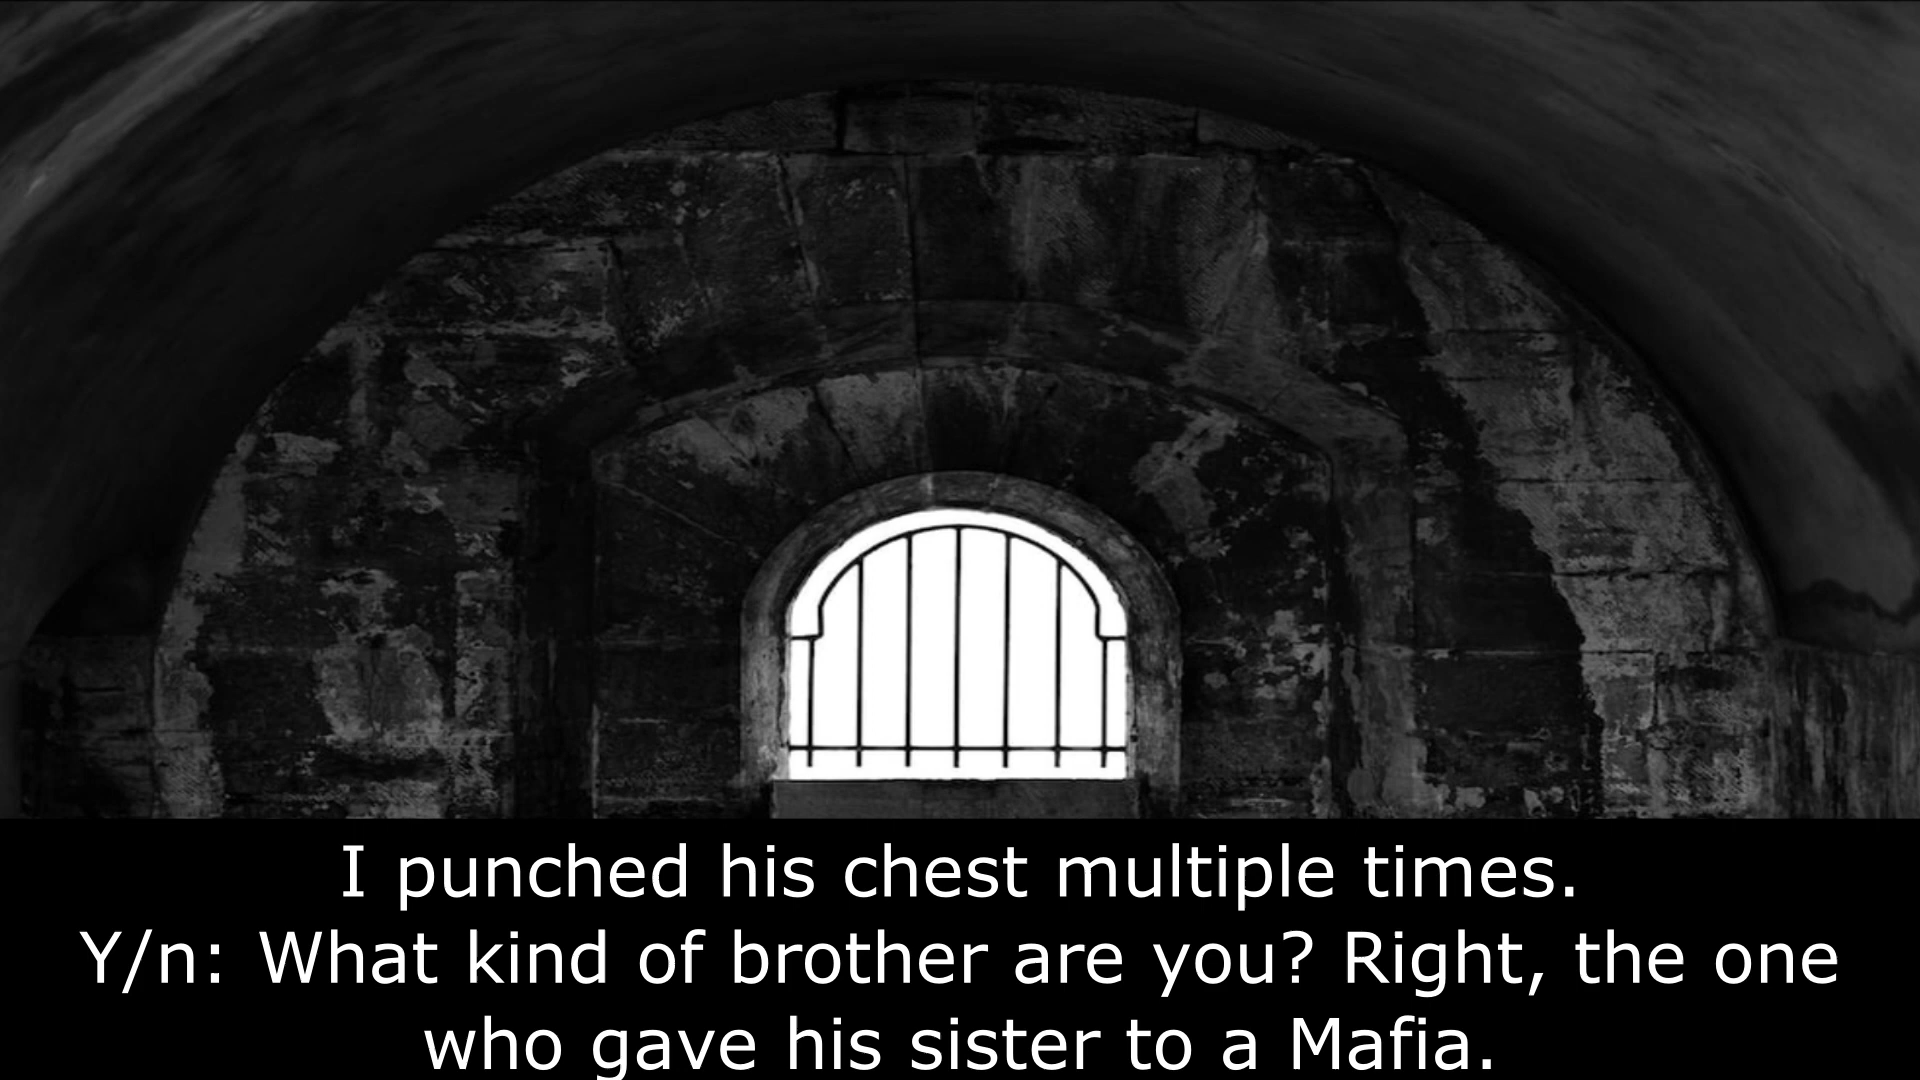 I punched his chest multiple times.
Y/n: What kind of brother are you? Right, the one
who gave his sister to a Mafia.